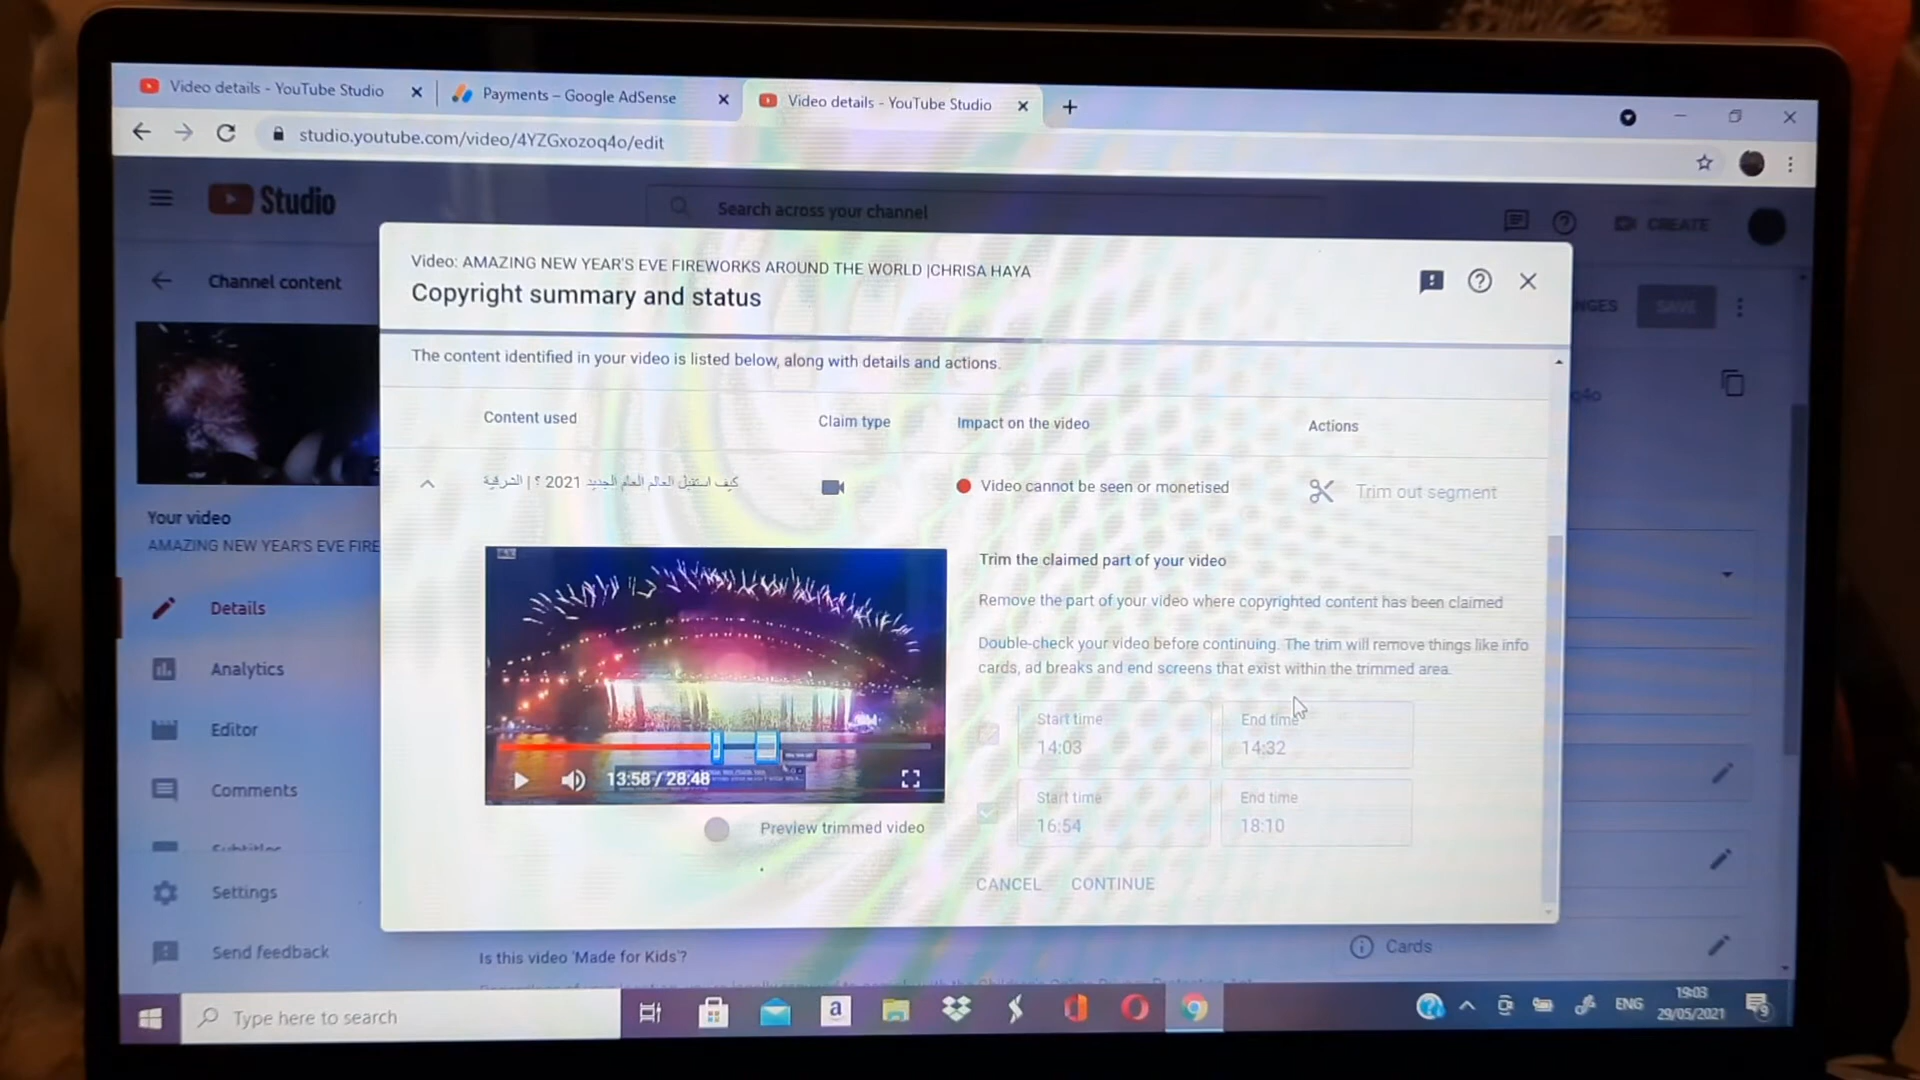 Video details - YouTube Studio
Payments – Google AdSense
Video details - YouTube Studio
studio.youtube.com/video/4YZGxozoq4o/edit
Studio
Search across your channel
CREATE
Channel content
Video: AMAZING NEW YEAR'S EVE FIREWORKS AROUND THE WORLD |CHRISA HAYA
Copyright summary and status
NGES
SAVE
The content identified in your video is listed below, along with details and actions.
Content used
Claim type
Impact on the video
Actions
كيف استقبل العالم العام الجديد 2021 ؟ | الشرقية
Video cannot be seen or monetised
Trim out segment
Your video
AMAZING NEW YEAR'S EVE FIRE
Trim the claimed part of your video
Remove the part of your video where copyrighted content has been claimed
Double-check your video before continuing. The trim will remove things like info
cards, ad breaks and end screens that exist within the trimmed area.
Details
Analytics
Editor
Comments
Subtitles
Settings
Send feedback
Start time
14:03
End time
14:32
13:58 / 28:48
Start time
16:54
End time
18:10
Preview trimmed video
CANCEL
CONTINUE
Is this video 'Made for Kids'?
Cards
Type here to search
a
ENG
19:03
29/05/2021
9